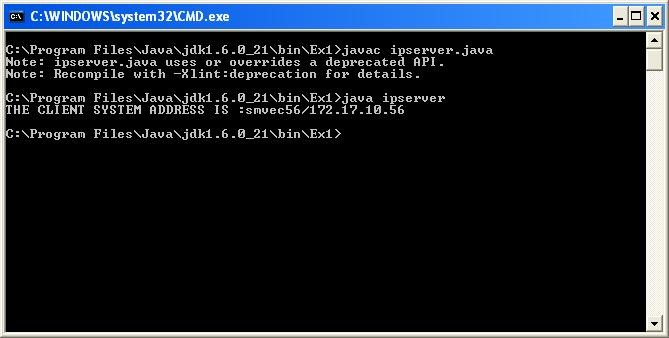 C:\WINDOWS\system32\CMD.exe
C:\Program Files\Java\jdk1.6.0_21\bin\Ex1>javac ipserver.java
Note: ipserver.java uses or overrides a deprecated API.
Note: Recompile with -Xlint:deprecation for details.
C:\Program Files\Java\jdk1.6.0_21\bin\Ex1>java ipserver
THE CLIENT SYSTEM ADDRESS IS :smvec56/172.17.10.56
C:\Program Files\Java\jdk1.6.0_21\bin\Ex1>